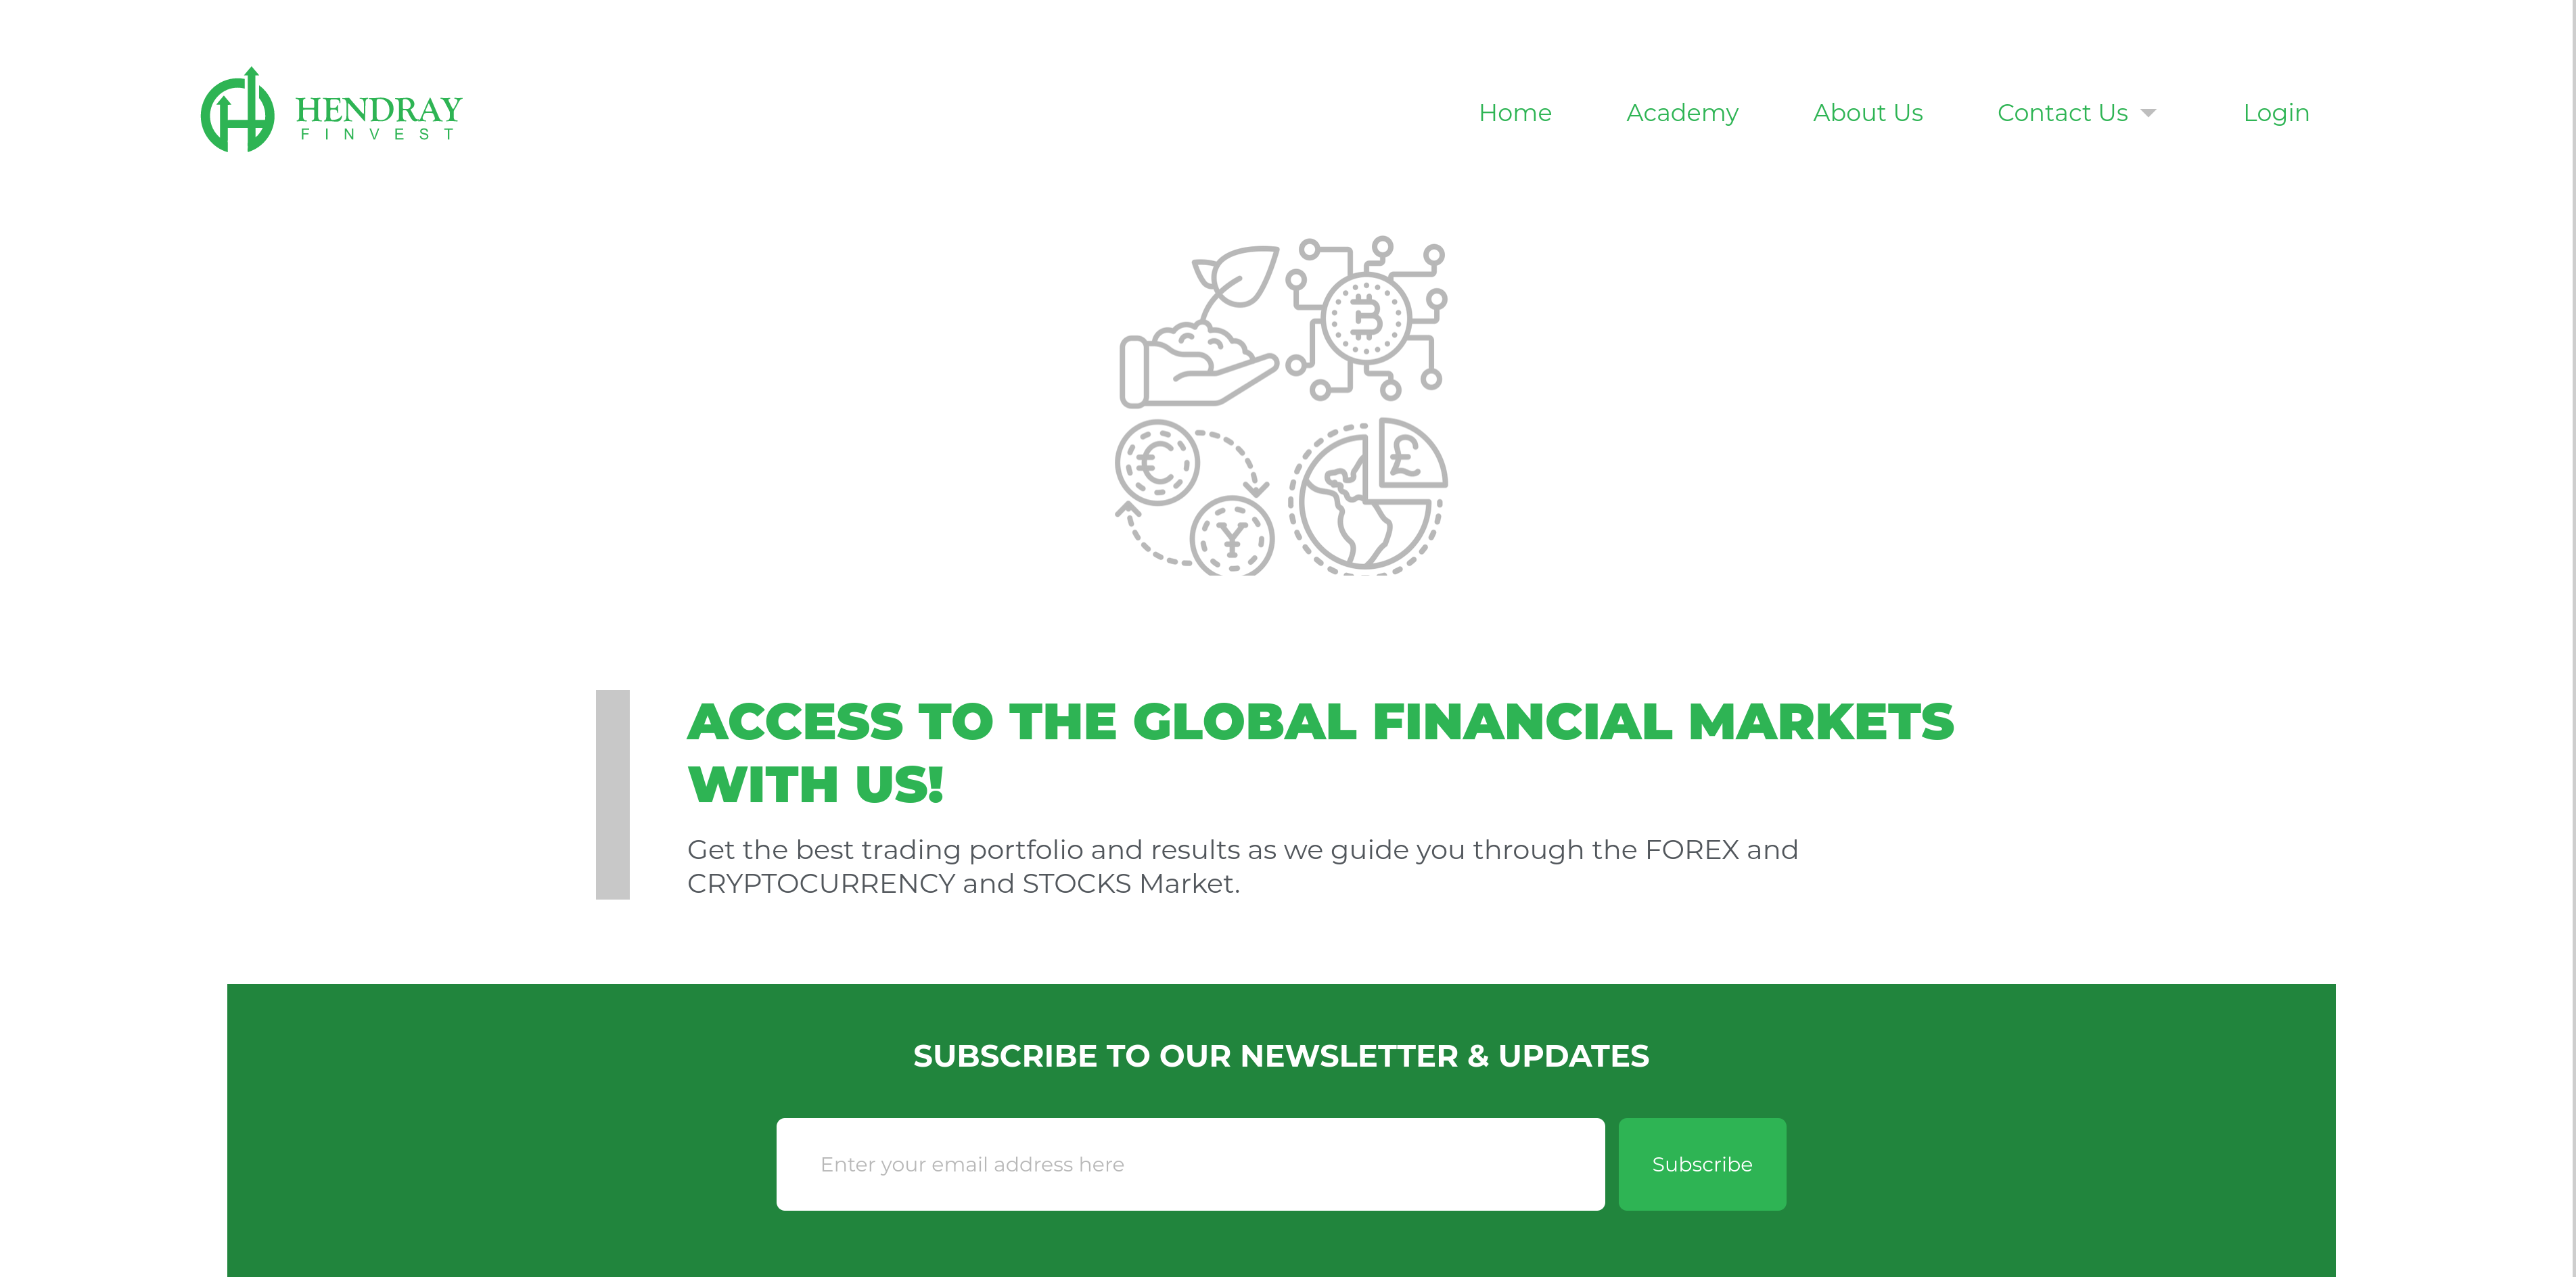 HENDRAY
FINVEST
Home
Academy
About Us
Contact Us
Login
ACCESS TO THE GLOBAL FINANCIAL MARKETS
WITH US!
Get the best trading portfolio and results as we guide you through the FOREX and
CRYPTOCURRENCY and STOCKS Market.
SUBSCRIBE TO OUR NEWSLETTER & UPDATES
Enter your email address here
Subscribe